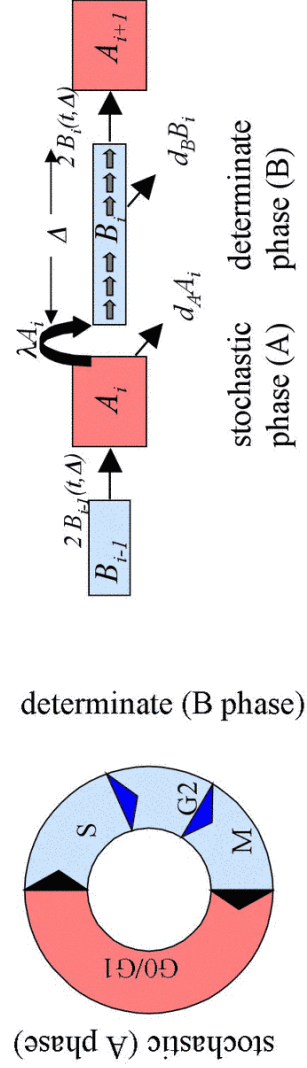 stochastic (A phase)
G0/G1
S
G2
M
determinate (B phase)
B_{i-1}
2 B_{i-1}(t,Δ)
A_i
λA_i
d_A A_i
stochastic
phase (A)
Δ
B_i
2 B_i(t,Δ)
d_B B_i
determinate
phase (B)
A_{i+1}